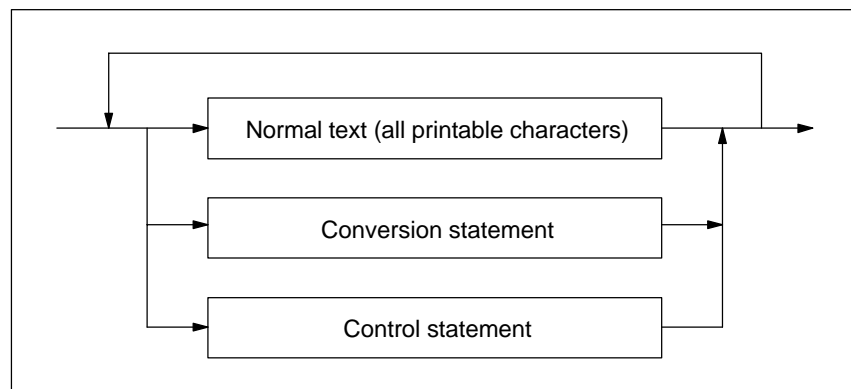 Normal text (all printable characters)
Conversion statement
Control statement